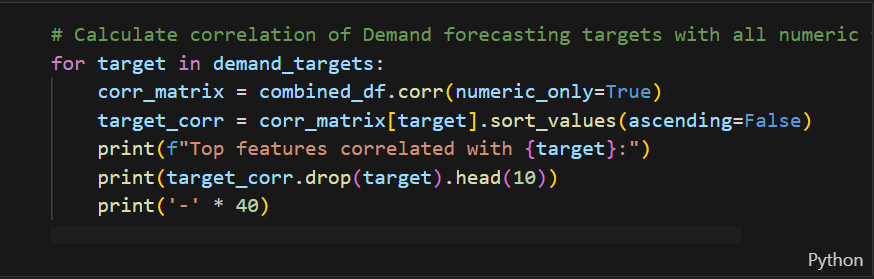 # Calculate correlation of Demand forecasting targets with all numeric
for target in demand_targets:
    corr_matrix = combined_df.corr(numeric_only=True)
    target_corr = corr_matrix[target].sort_values(ascending=False)
    print(f"Top features correlated with {target}:")
    print(target_corr.drop(target).head(10))
    print('-' * 40)
Python